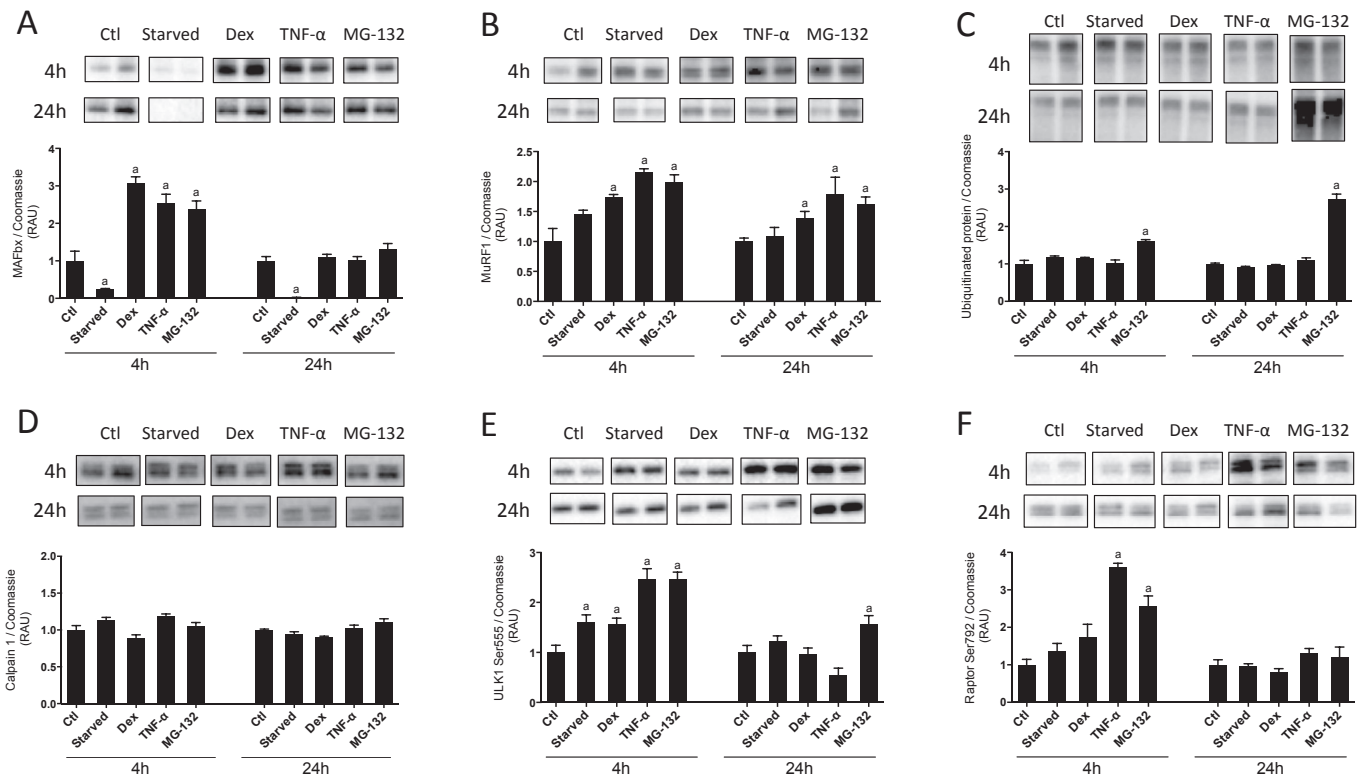 A
Ctl Starved Dex TNF-α MG-132
4h
24h
MAFbx / Coomassie
(RAU)
4
3
2
1
0
Ctl Starved Dex TNF-α MG-132 Ctl Starved Dex TNF-α MG-132
a a a a a
4h 24h
B
Ctl Starved Dex TNF-α MG-132
4h
24h
MuRF1 / Coomassie
(RAU)
2.5
2.0
1.5
1.0
0.5
0.0
a a a a a a
Ctl Starved Dex TNF-α MG-132 Ctl Starved Dex TNF-α MG-132
4h 24h
C
Ctl Starved Dex TNF-α MG-132
4h
24h
Ubiquitinated protein / Coomassie
(RAU)
4
3
2
1
0
a a
Ctl Starved Dex TNF-α MG-132 Ctl Starved Dex TNF-α MG-132
4h 24h
D
Ctl Starved Dex TNF-α MG-132
4h
24h
Calpain 1 / Coomassie
(RAU)
2.0
1.5
1.0
0.5
0.0
Ctl Starved Dex TNF-α MG-132 Ctl Starved Dex TNF-α MG-132
4h 24h
E
Ctl Starved Dex TNF-α MG-132
4h
24h
ULK1 Ser555 / Coomassie
(RAU)
3
2
1
0
a a a a a
Ctl Starved Dex TNF-α MG-132 Ctl Starved Dex TNF-α MG-132
4h 24h
F
Ctl Starved Dex TNF-α MG-132
4h
24h
Raptor Ser792 / Coomassie
(RAU)
4
3
2
1
0
a a
Ctl Starved Dex TNF-α MG-132 Ctl Starved Dex TNF-α MG-132
4h 24h